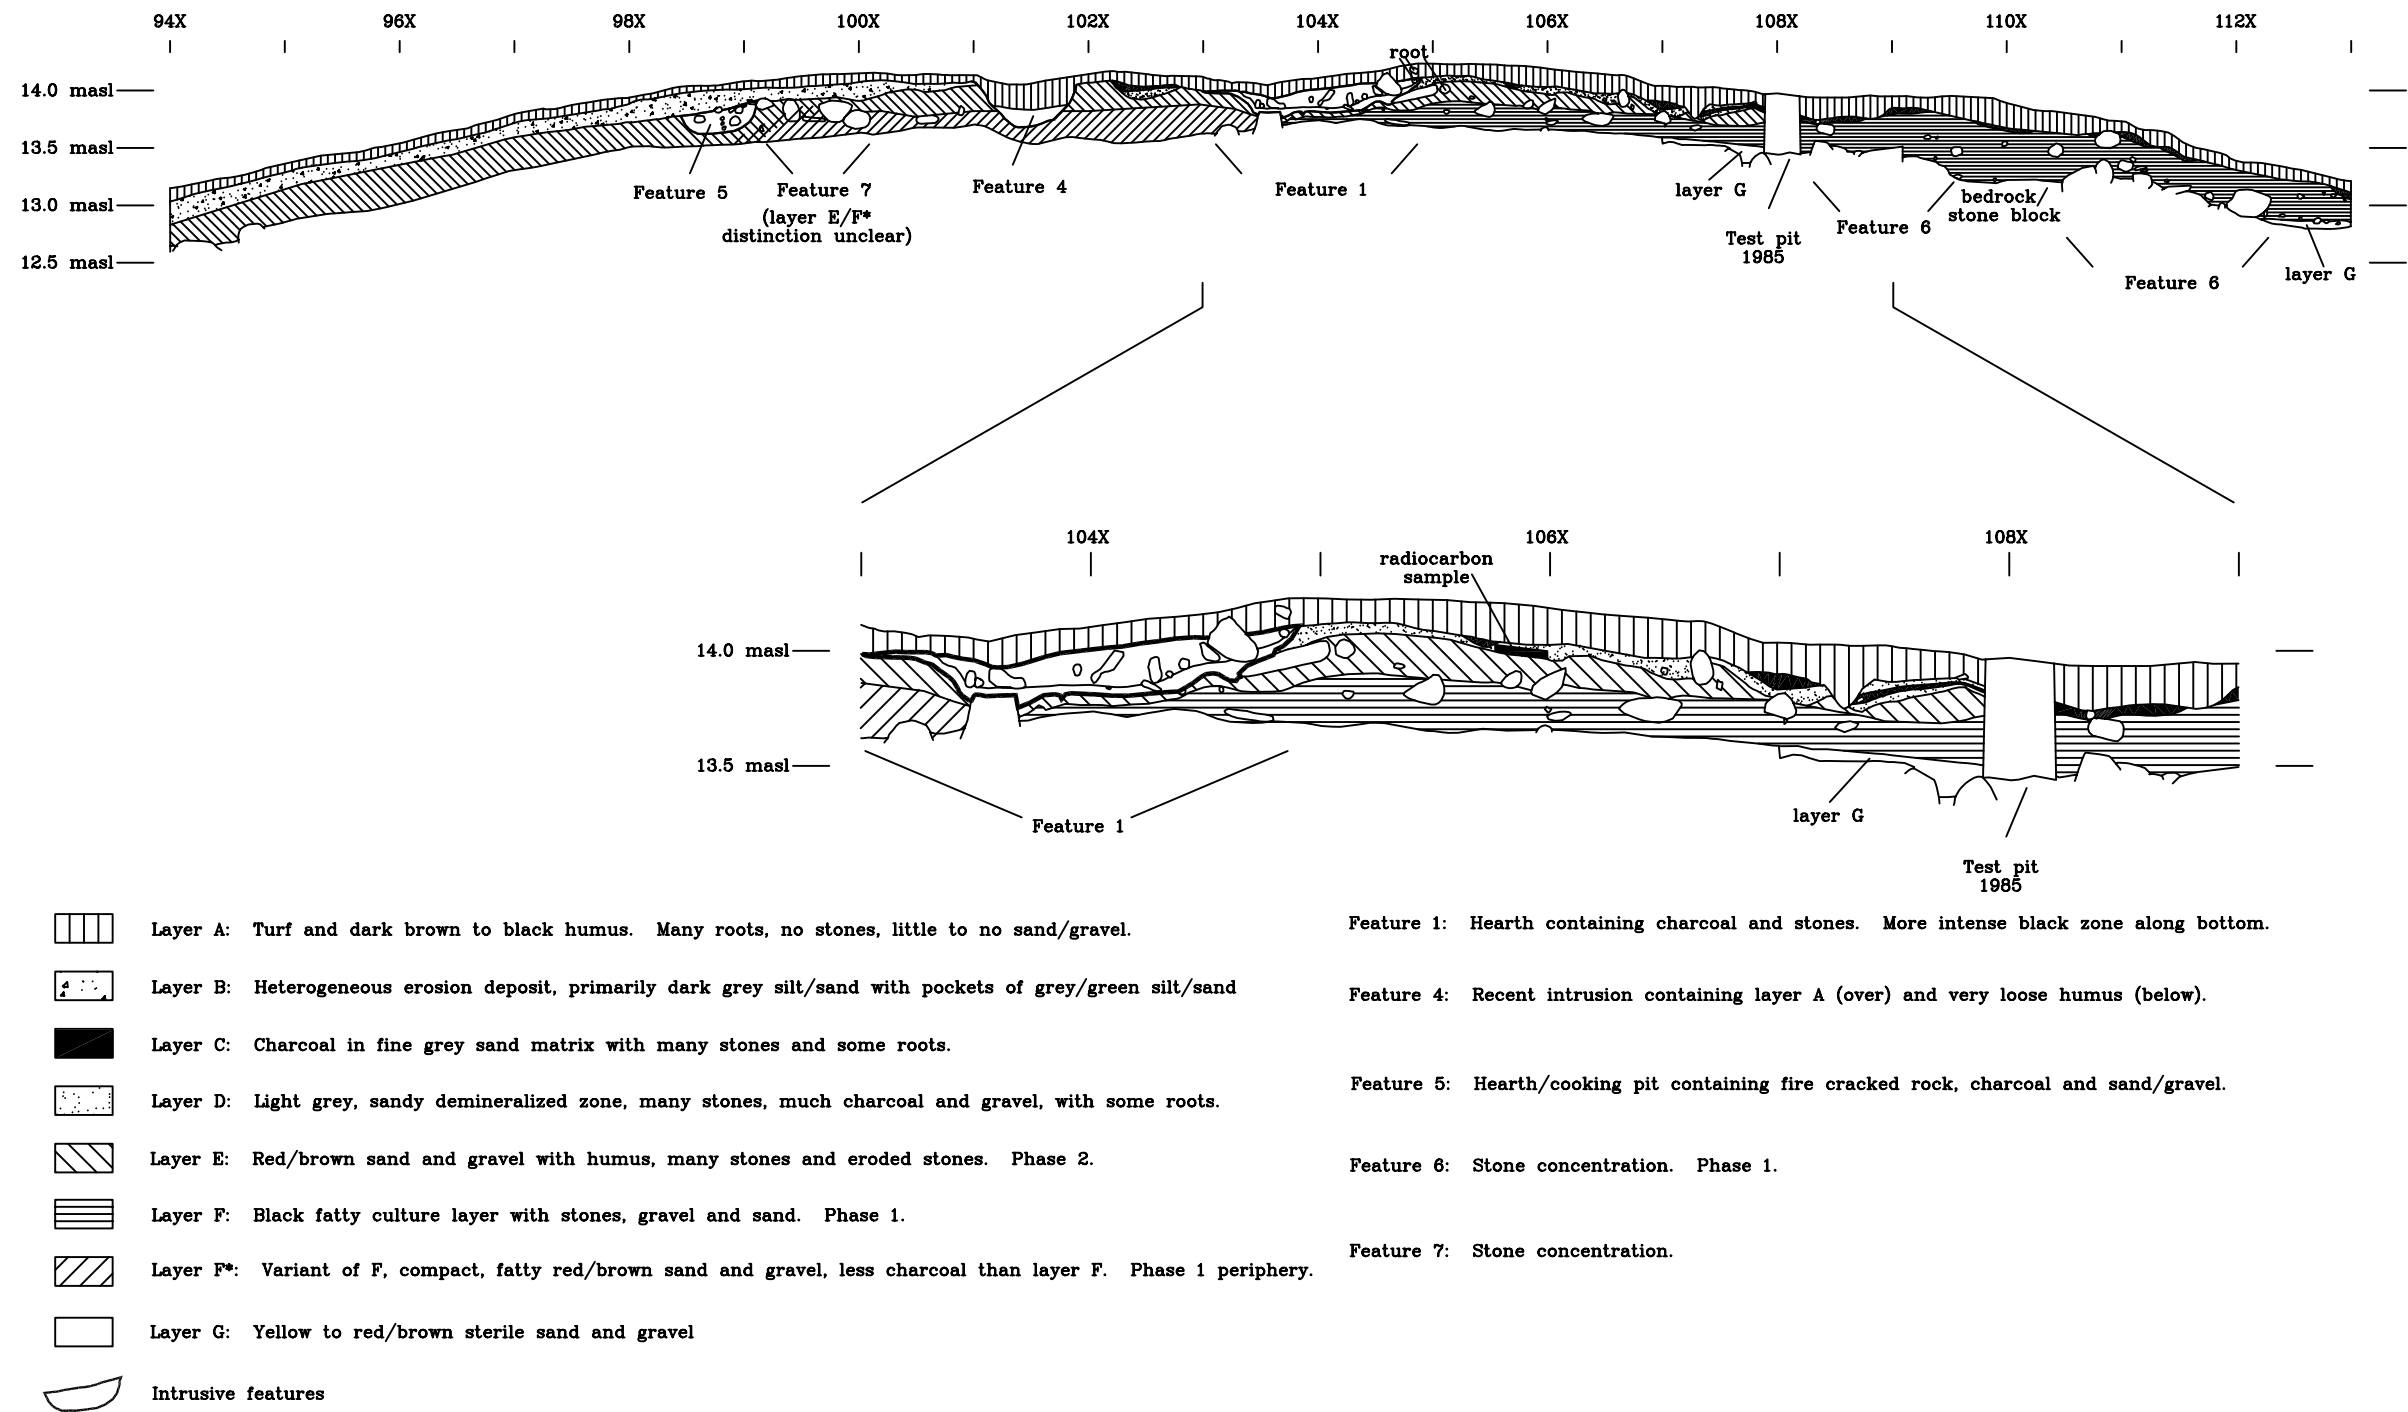 94X 96X 98X 100X 102X 104X 106X 108X 110X 112X
root
14.0 masl
13.5 masl
13.0 masl
12.5 masl
Feature 5
Feature 7
(layer E/F*
distinction unclear)
Feature 4
Feature 1
layer G
Test pit
1985
Feature 6
bedrock/
stone block
Feature 6
layer G
104X 106X 108X
radiocarbon
sample
14.0 masl
13.5 masl
Feature 1
layer G
Test pit
1985
Layer A: Turf and dark brown to black humus. Many roots, no stones, little to no sand/gravel.
Layer B: Heterogeneous erosion deposit, primarily dark grey silt/sand with pockets of grey/green silt/sand
Layer C: Charcoal in fine grey sand matrix with many stones and some roots.
Layer D: Light grey, sandy demineralized zone, many stones, much charcoal and gravel, with some roots.
Layer E: Red/brown sand and gravel with humus, many stones and eroded stones. Phase 2.
Layer F: Black fatty culture layer with stones, gravel and sand. Phase 1.
Layer F*: Variant of F, compact, fatty red/brown sand and gravel, less charcoal than layer F. Phase 1 periphery.
Layer G: Yellow to red/brown sterile sand and gravel
Intrusive features
Feature 1: Hearth containing charcoal and stones. More intense black zone along bottom.
Feature 4: Recent intrusion containing layer A (over) and very loose humus (below).
Feature 5: Hearth/cooking pit containing fire cracked rock, charcoal and sand/gravel.
Feature 6: Stone concentration. Phase 1.
Feature 7: Stone concentration.